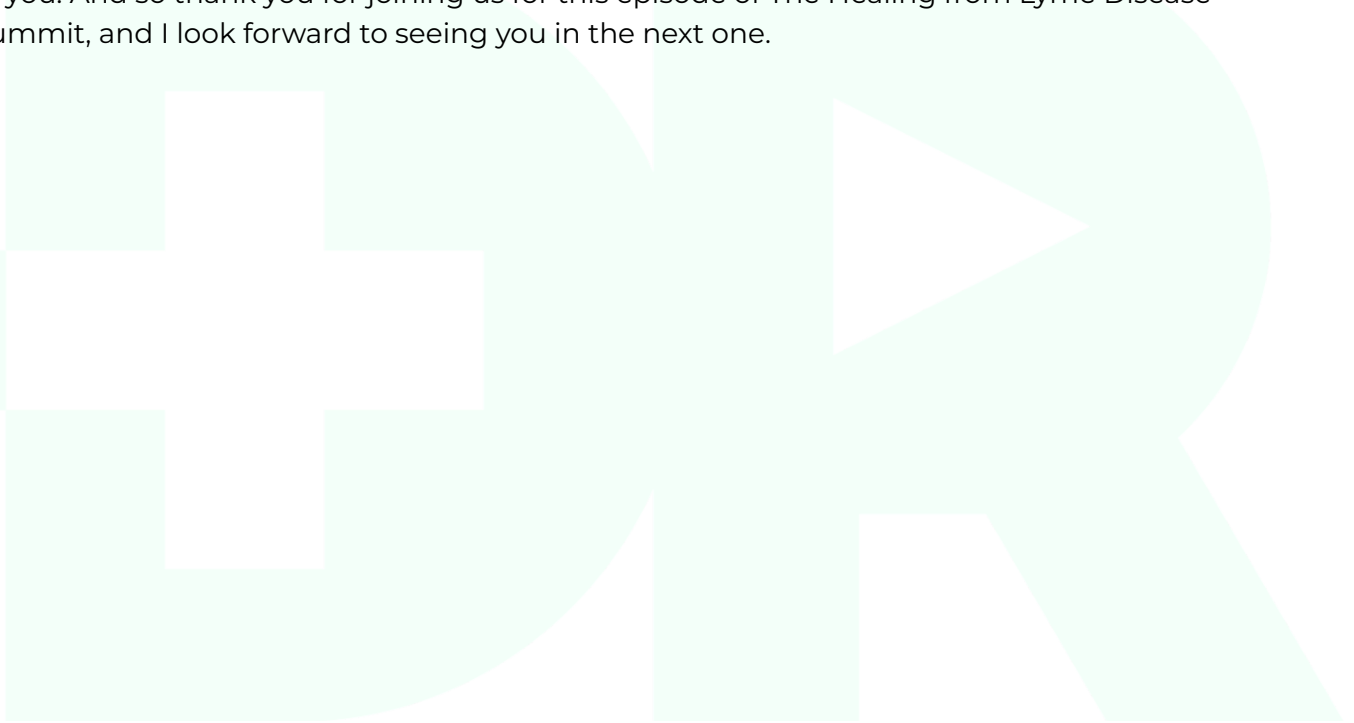 you. And so thank you for joining us for this episode of The Healing from Lyme Disease
ummit, and I look forward to seeing you in the next one.
DR